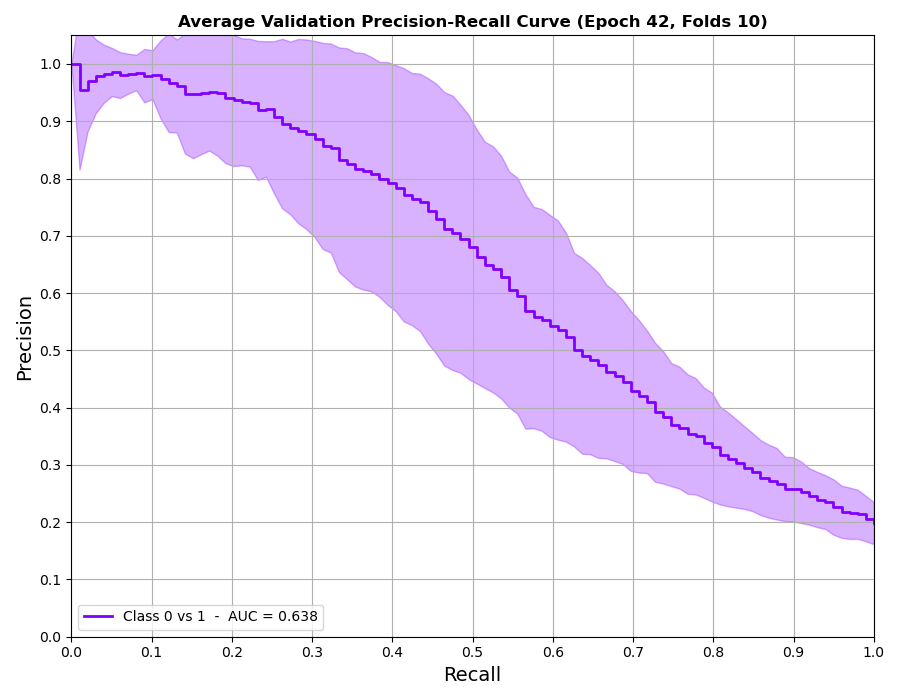 Average Validation Precision-Recall Curve (Epoch 42, Folds 10)
1.0
0.9
0.8
0.7
0.6
0.5
0.4
0.3
0.2
0.1
0.0
Precision
Class 0 vs 1 - AUC = 0.638
0.0 0.1 0.2 0.3 0.4 0.5 0.6 0.7 0.8 0.9 1.0
Recall